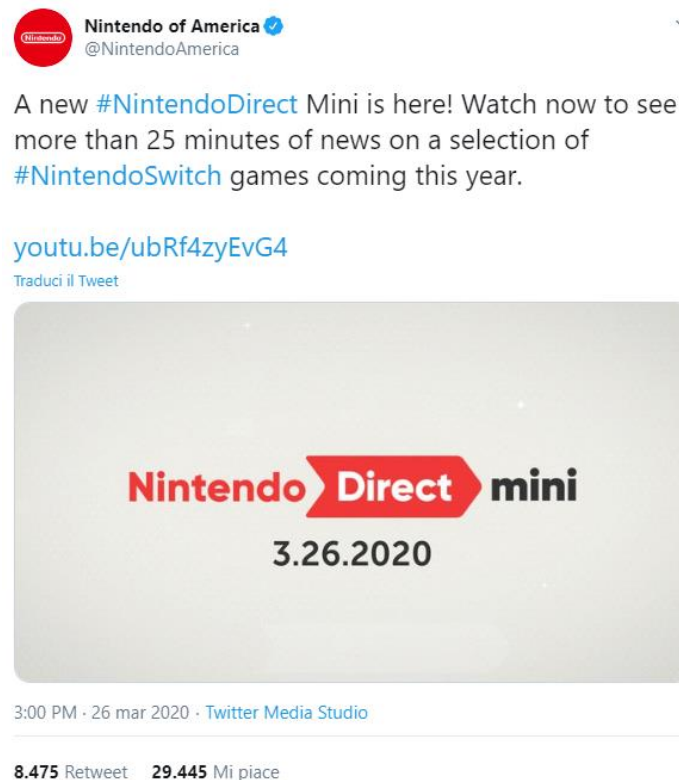 Nintendo
Nintendo of America
@NintendoAmerica
A new #NintendoDirect Mini is here! Watch now to see
more than 25 minutes of news on a selection of
#NintendoSwitch games coming this year.
youtu.be/ubRf4zyEvG4
Traduci il Tweet
Nintendo Direct mini
3.26.2020
3:00 PM · 26 mar 2020 · Twitter Media Studio
8.475 Retweet 29.445 Mi piace